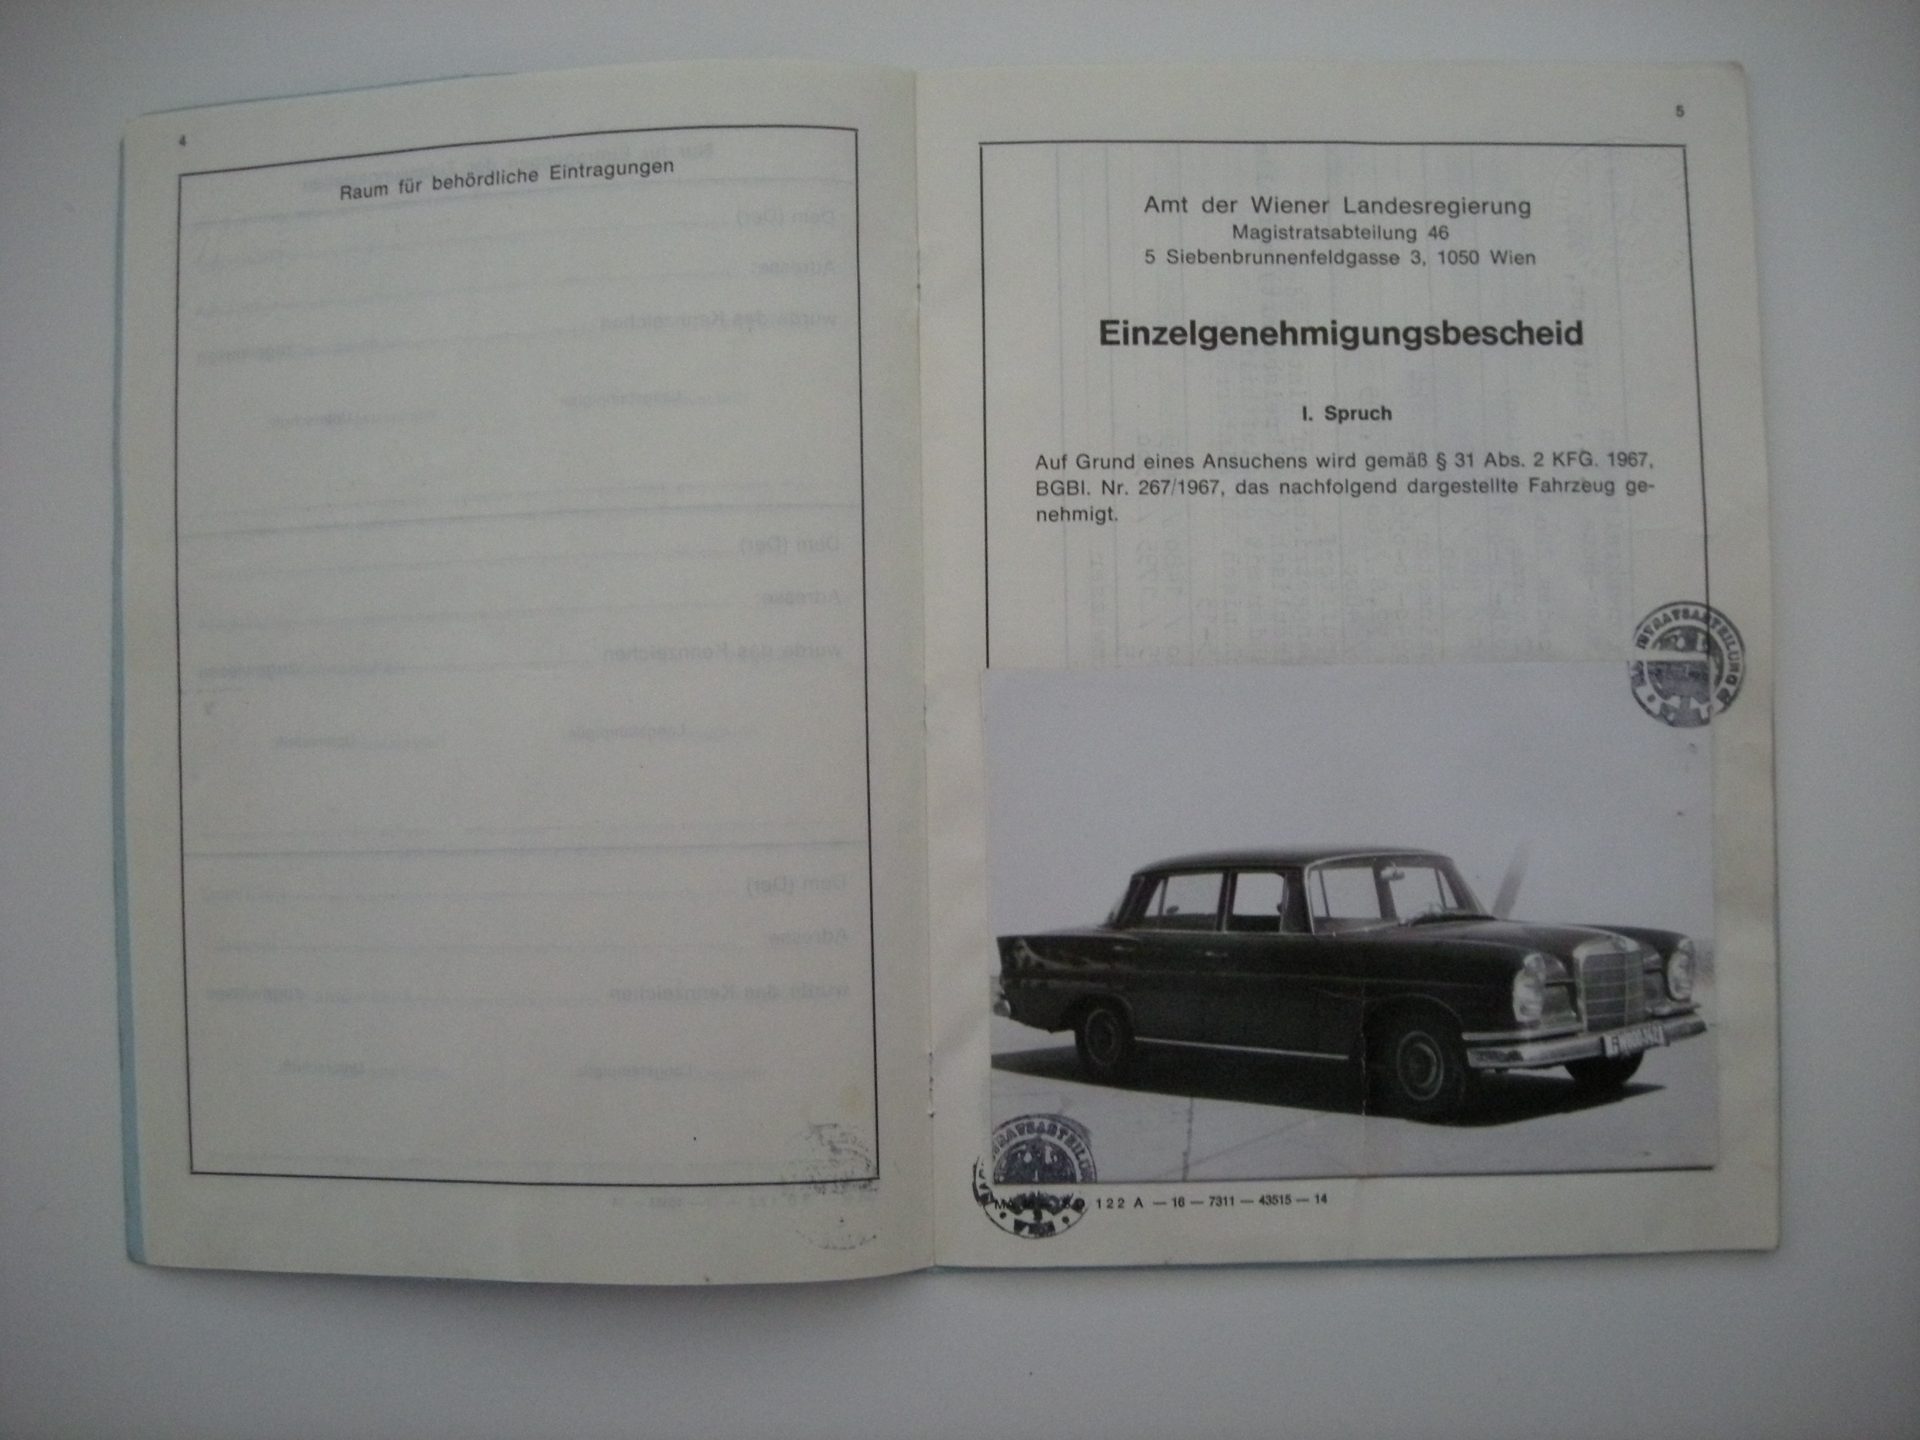 4
Raum für behördliche Eintragungen
5
Amt der Wiener Landesregierung
Magistratsabteilung 46
5 Siebenbrunnenfeldgasse 3, 1050 Wien
Einzelgenehmigungsbescheid
I. Spruch
Auf Grund eines Ansuchens wird gemäß § 31 Abs. 2 KFG. 1967,
BGBl. Nr. 267/1967, das nachfolgend dargestellte Fahrzeug ge-
nehmigt.
122 A — 16 — 7311 — 43515 — 14